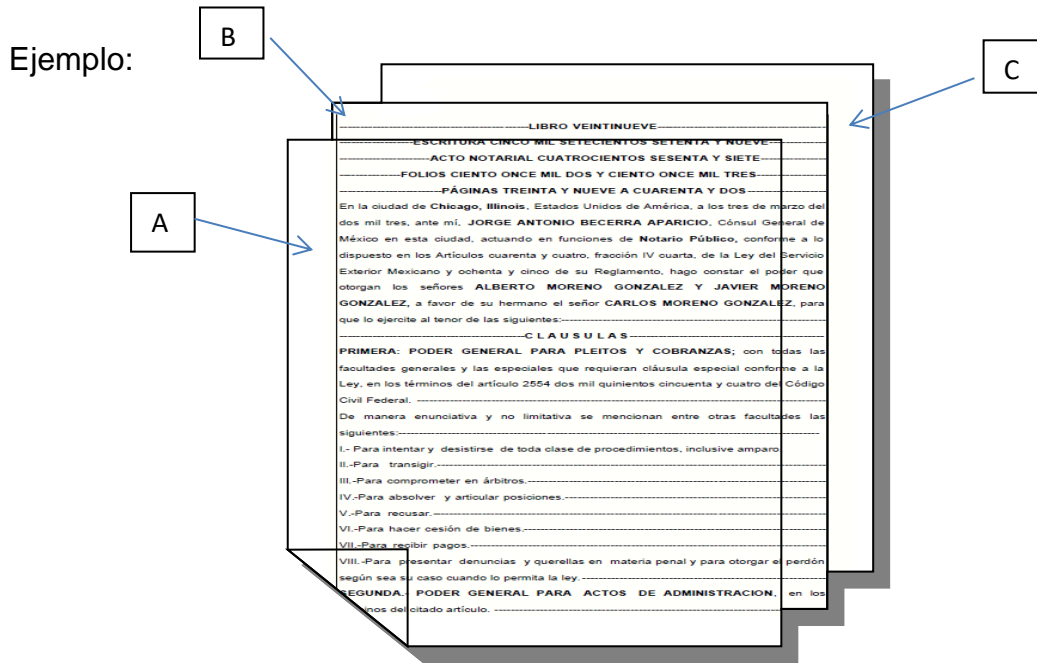 B
Ejemplo:
C
A
LIBRO VEINTINUEVE
ESCRITURA CINCO MIL SETECIENTOS SETENTA Y NUEVE
ACTO NOTARIAL CUATROCIENTOS SESENTA Y SIETE
FOLIOS CIENTO ONCE MIL DOS Y CIENTO ONCE MIL TRES
PÁGINAS TREINTA Y NUEVE A CUARENTA Y DOS
En la ciudad de Chicago, Illinois, Estados Unidos de América, a los tres de marzo del
dos mil tres, ante mí, JORGE ANTONIO BECERRA APARICIO, Cónsul General de
México en esta ciudad, actuando en funciones de Notario Público, conforme a lo
dispuesto en los Artículos cuarenta y cuatro, fracción IV cuarta, de la Ley del Servicio
Exterior Mexicano y ochenta y cinco de su Reglamento, hago constar el poder que
otorgan los señores ALBERTO MORENO GONZALEZ Y JAVIER MORENO
GONZALEZ, a favor de su hermano el señor CARLOS MORENO GONZALEZ, para
que lo ejercite al tenor de las siguientes:
C L A U S U L A S
PRIMERA: PODER GENERAL PARA PLEITOS Y COBRANZAS; con todas las
facultades generales y las especiales que requieran cláusula especial conforme a la
Ley, en los términos del artículo 2554 dos mil quinientos cincuenta y cuatro del Código
Civil Federal.
De manera enunciativa y no limitativa se mencionan entre otras facultades las
siguientes:
I.- Para intentar y desistirse de toda clase de procedimientos, inclusive amparo
II.-Para transigir.
III.-Para comprometer en árbitros.
IV.-Para absolver y articular posiciones.
V.-Para recusar.
VI.-Para hacer cesión de bienes.
VII.-Para recibir pagos.
VIII.-Para presentar denuncias y querellas en materia penal y para otorgar el perdón
según sea su caso cuando lo permita la ley.
SEGUNDA.- PODER GENERAL PARA ACTOS DE ADMINISTRACION, en los
del citado artículo.